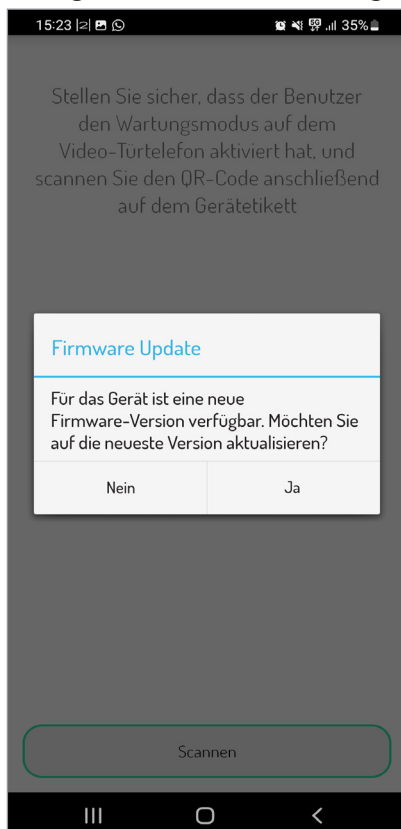 15:23
35%
Stellen Sie sicher, dass der Benutzer
den Wartungsmodus auf dem
Video-Türtelefon aktiviert hat, und
scannen Sie den QR-Code anschließend
auf dem Gerätetikett
Firmware Update
Für das Gerät ist eine neue
Firmware-Version verfügbar. Möchten Sie
auf die neueste Version aktualisieren?
Nein
Ja
Scannen